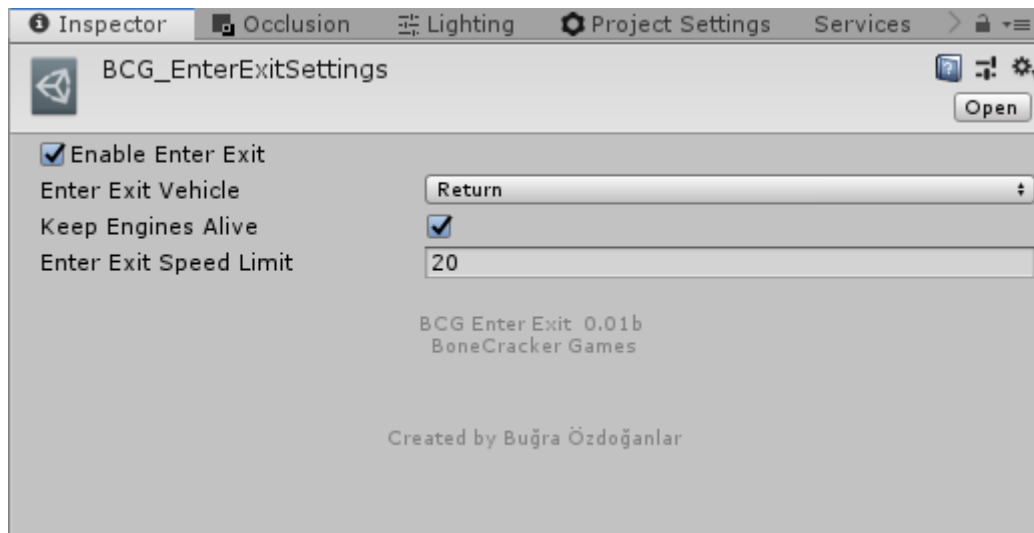 Inspector Occlusion Lighting Project Settings Services
BCG_EnterExitSettings
Open
Enable Enter Exit
Enter Exit Vehicle Return
Keep Engines Alive
Enter Exit Speed Limit 20
BCG Enter Exit 0.01b
BoneCracker Games
Created by Buğra Özdoğanlar